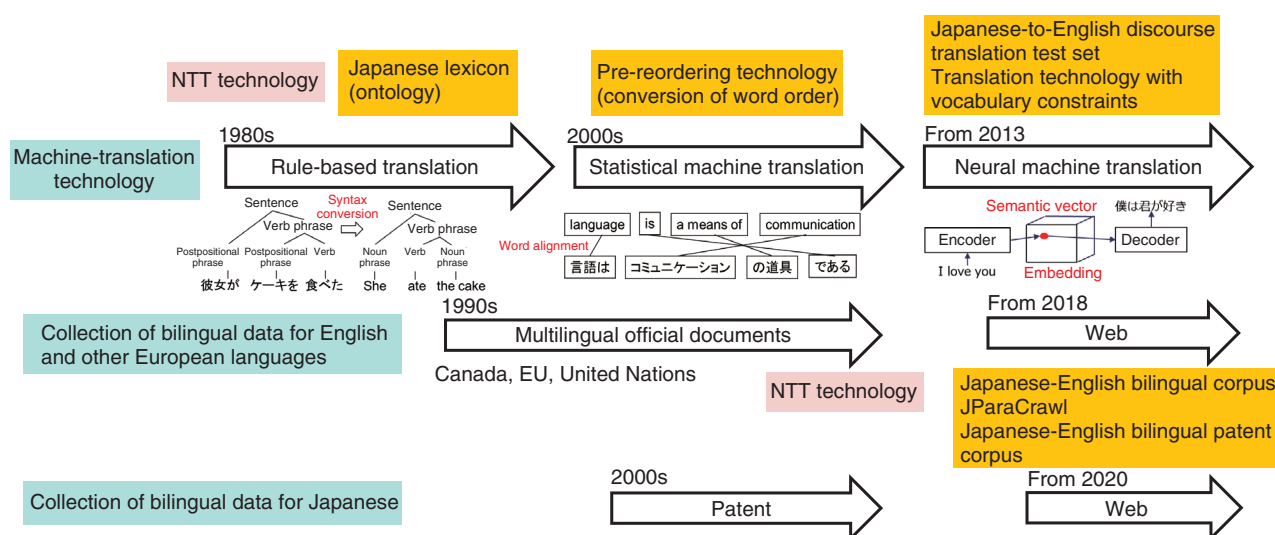 NTT technology
Japanese lexicon
(ontology)
Pre-reordering technology
(conversion of word order)
Japanese-to-English discourse
translation test set
Translation technology with
vocabulary constraints
Machine-translation
technology
1980s
Rule-based translation
2000s
Statistical machine translation
From 2013
Neural machine translation
Sentence
Verb phrase
Postpositional
phrase
Postpositional
phrase
Verb
彼女が ケーキを 食べた
Syntax
conversion
Sentence
Verb phrase
Noun
phrase
Verb
Noun
phrase
She ate the cake
language is a means of communication
Word alignment
言語は コミュニケーション の道具 である
Semantic vector
僕は君が好き
Encoder
Decoder
I love you
Embedding
Collection of bilingual data for English
and other European languages
1990s
Multilingual official documents
Canada, EU, United Nations
From 2018
Web
NTT technology
Japanese-English bilingual corpus
JParaCrawl
Japanese-English bilingual patent
corpus
Collection of bilingual data for Japanese
2000s
Patent
From 2020
Web